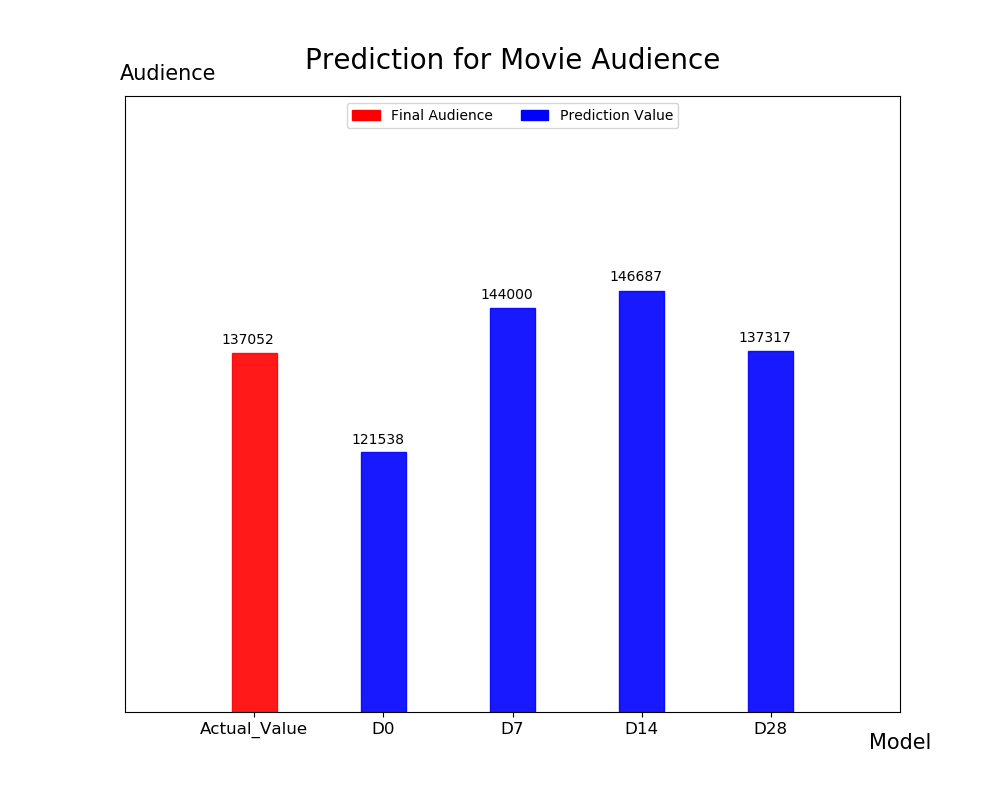 Prediction for Movie Audience
Audience
Final Audience Prediction Value
146687
144000
137052
137317
121538
Actual_Value D0 D7 D14 D28
Model